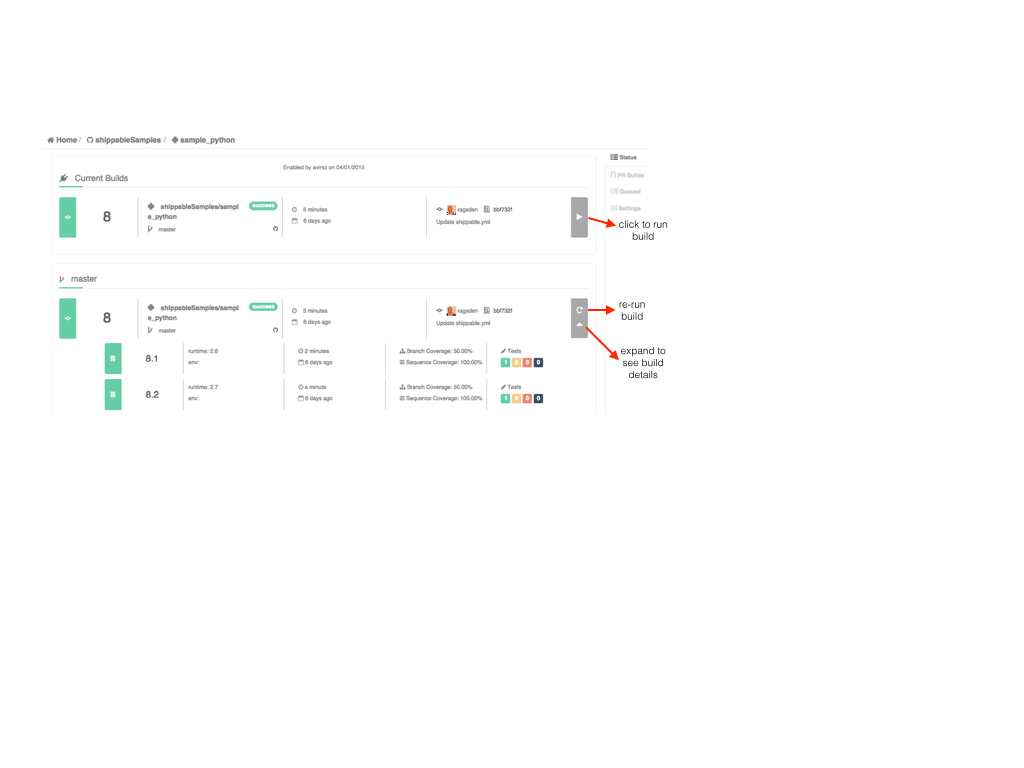 Home / shippableSamples / sample_python
Enabled by avinci on 04/01/2015
Status
Current Builds
PR Builds
Queued
Settings
8
shippableSamples/sampl
e_python
SUCCESS
master
5 minutes
6 days ago
ragsden bbf732f
Update shippable.yml
click to run
build
master
8
shippableSamples/sampl
e_python
SUCCESS
master
5 minutes
6 days ago
ragsden bbf732f
Update shippable.yml
re-run
build
expand to
see build
details
8.1
runtime: 2.6
env:
2 minutes
6 days ago
Branch Coverage: 50.00%
Sequence Coverage: 100.00%
Tests
1 0 0 0
8.2
runtime: 2.7
env:
a minute
6 days ago
Branch Coverage: 50.00%
Sequence Coverage: 100.00%
Tests
1 0 0 0